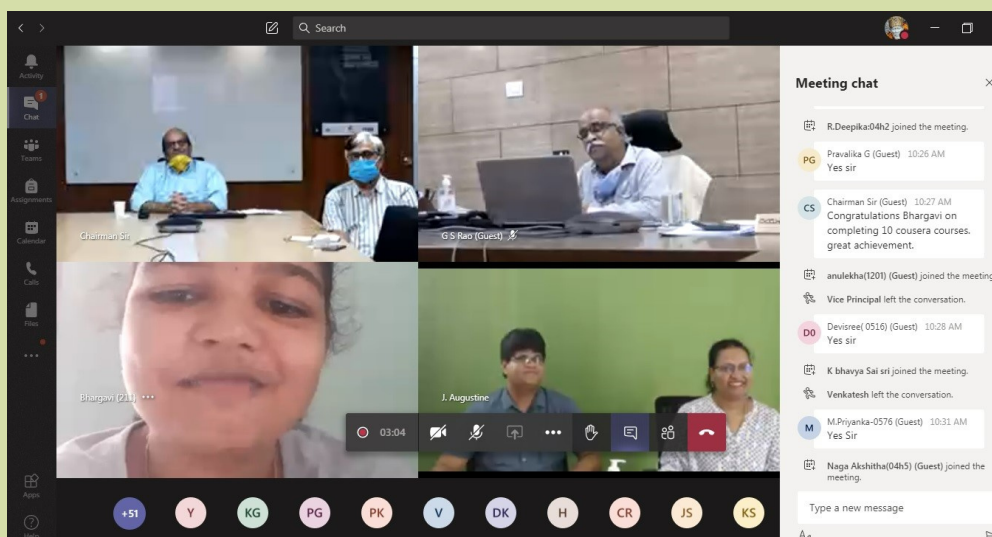 Search
Activity
Chat
1
Teams
Assignments
Calendar
Calls
Files
Apps
Help
Chairman Sir
G S Rao (Guest)
Bhargavi (211)
J. Augustine
03:04
+51
Y
KG
PG
PK
V
DK
H
CR
JS
KS
Meeting chat
R.Deepika:04h2 joined the meeting.
PG
Pravalika G (Guest) 10:26 AM
Yes sir
CS
Chairman Sir (Guest) 10:27 AM
Congratulations Bhargavi on
completing 10 cousera courses.
great achievement.
anulekha(1201) (Guest) joined the meeting
Vice Principal left the conversation.
D0
Devisree( 0516) (Guest) 10:28 AM
Yes sir
K bhavya Sai sri joined the meeting.
Venkatesh left the conversation.
M
M.Priyanka-0576 (Guest) 10:31 AM
Yes Sir
Naga Akshitha(04h5) (Guest) joined the
meeting.
Type a new message